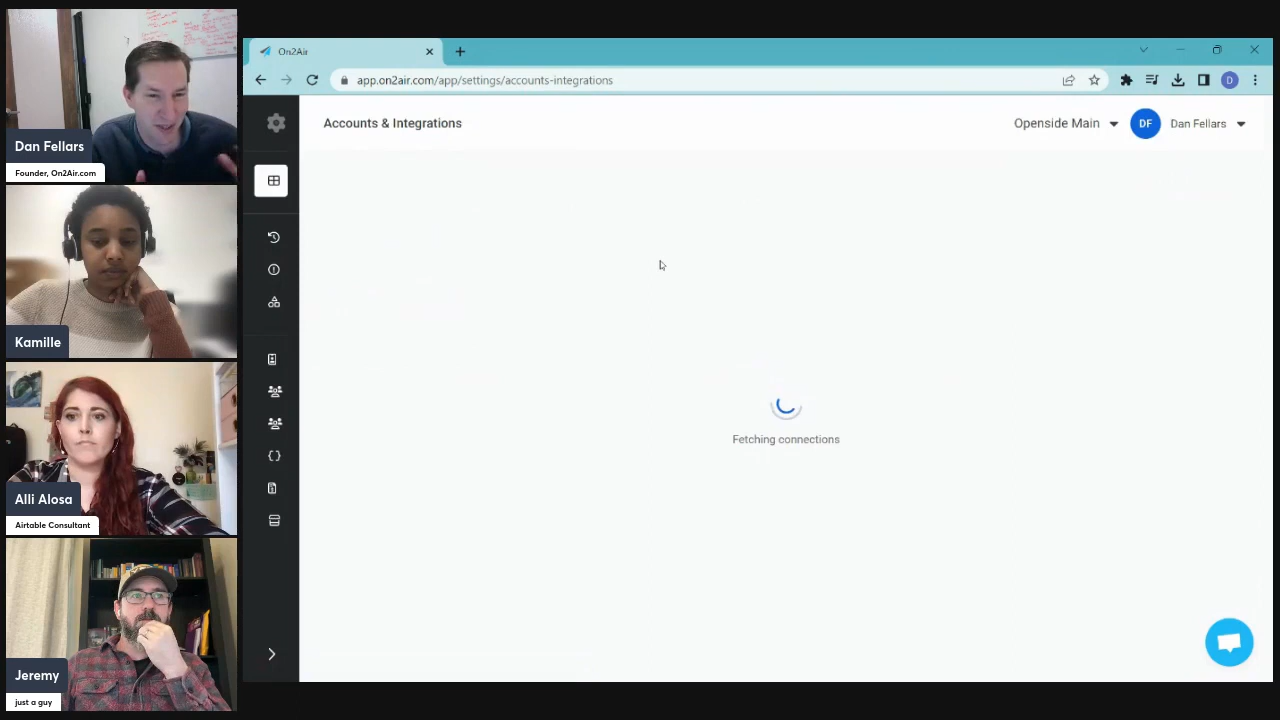 Dan Fellars
Founder, On2Air.com
Kamille
Alli Alosa
Airtable Consultant
Jeremy
just a guy
On2Air
app.on2air.com/app/settings/accounts-integrations
D
Accounts & Integrations
Openside Main
DF
Dan Fellars
Fetching connections